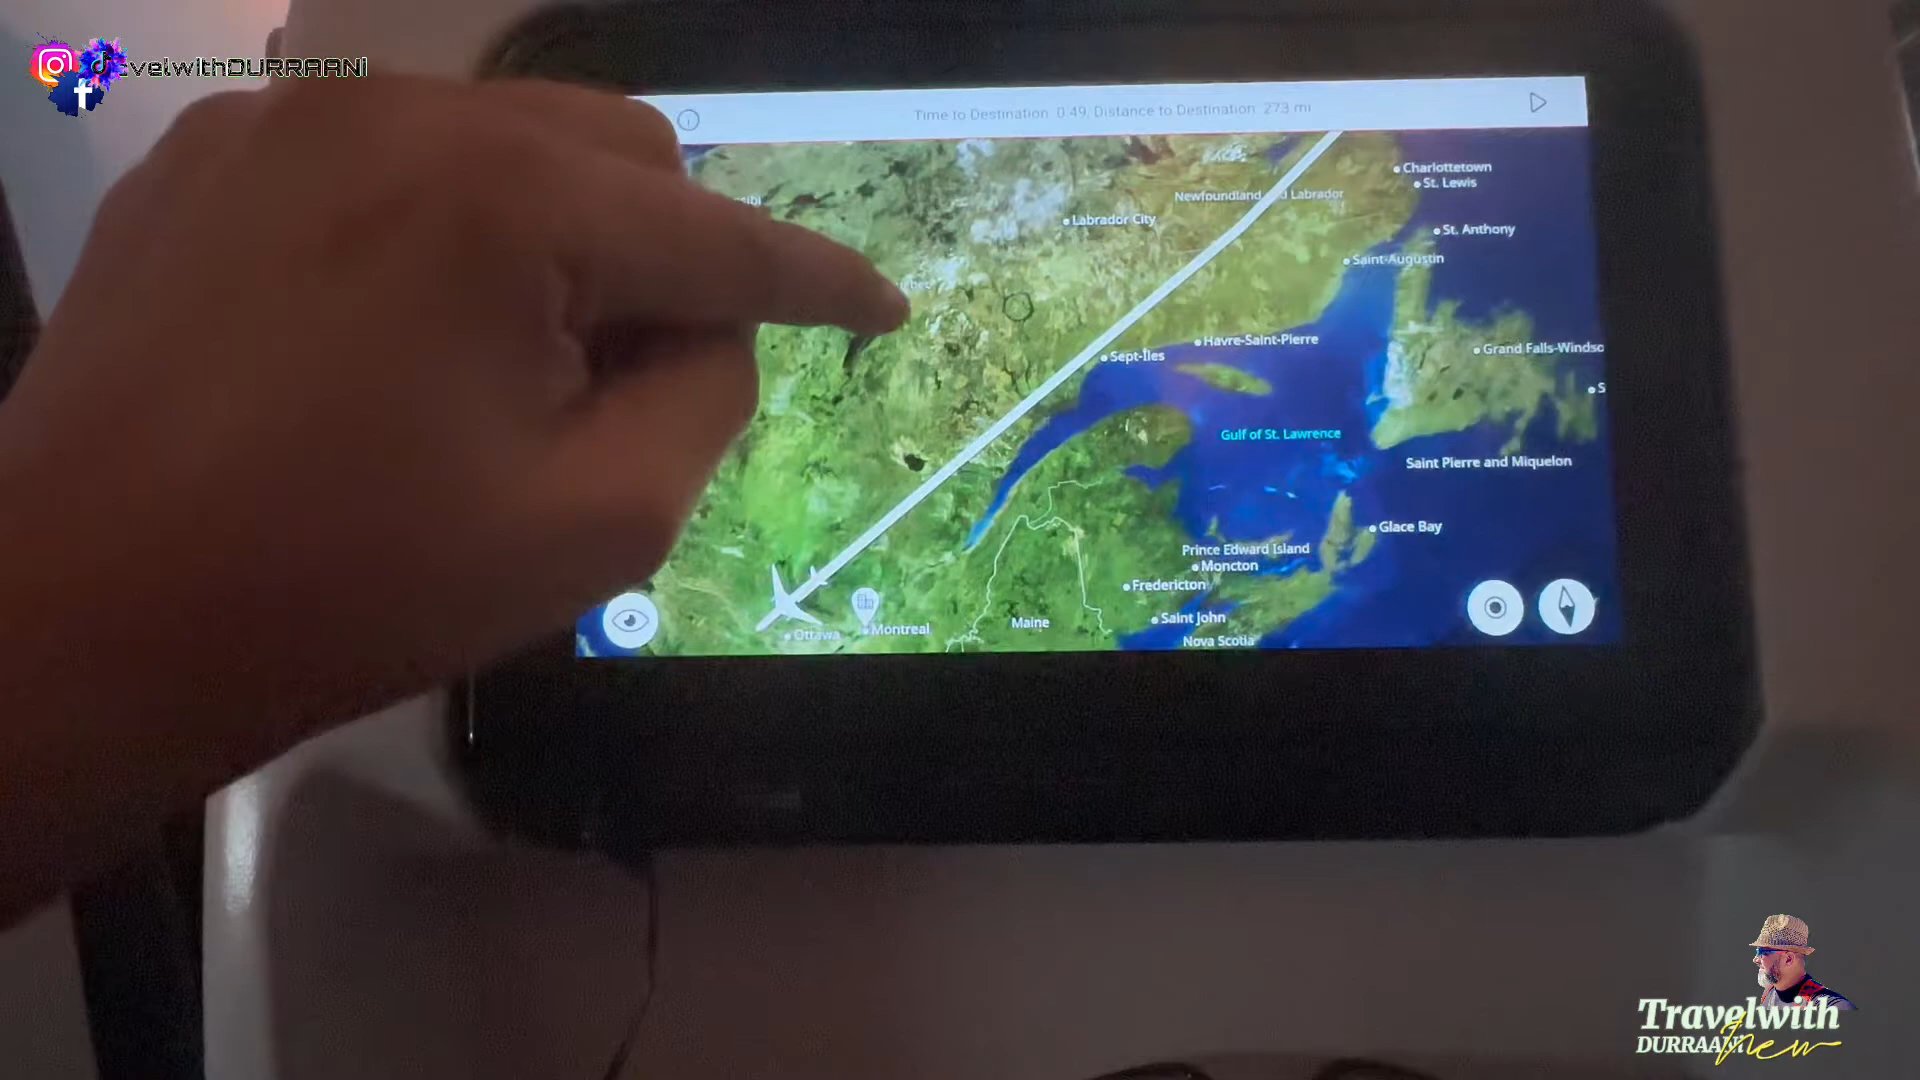 velwithDURRAANI
Time to Destination: 0:49, Distance to Destination: 273 mi
Charlottetown
St. Lewis
Newfoundland and Labrador
Labrador City
St. Anthony
Saint-Augustin
Havre-Saint-Pierre
Sept-Îles
Grand Falls-Windso
S
Gulf of St. Lawrence
Saint Pierre and Miquelon
Glace Bay
Prince Edward Island
Moncton
Fredericton
Saint John
Maine
Montreal
Ottawa
Nova Scotia
Travelwith
DURRAANI